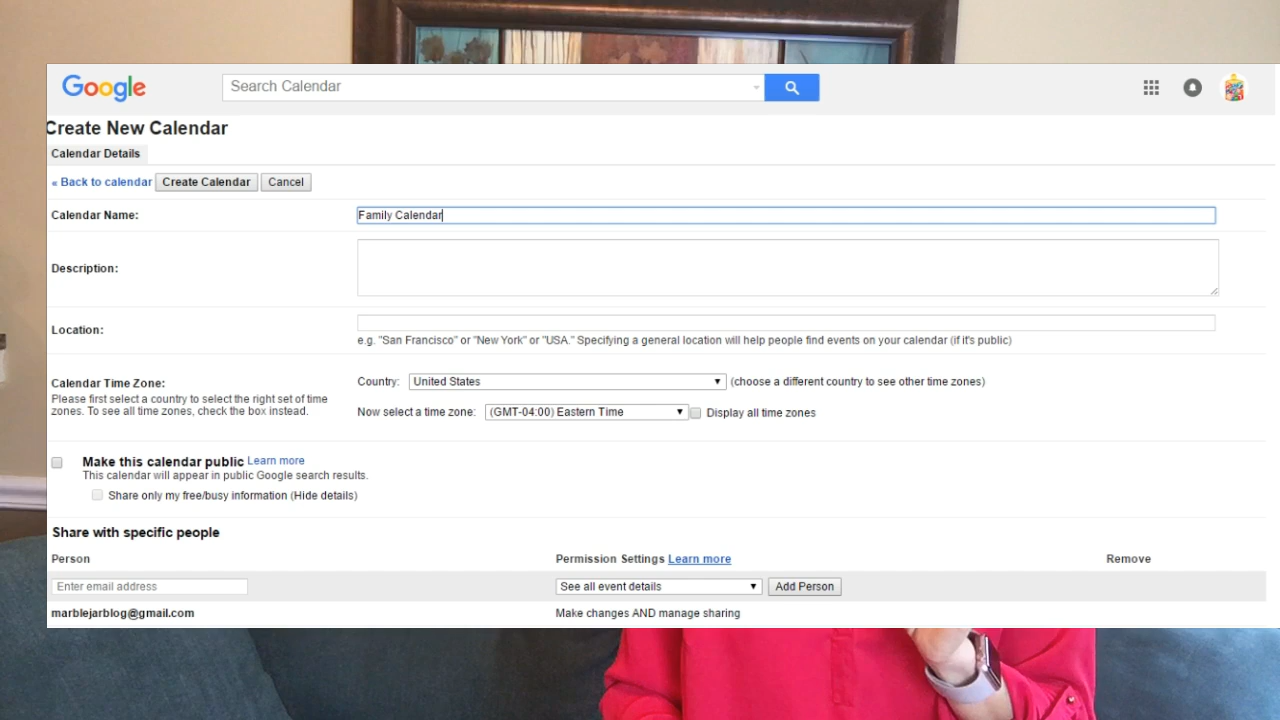 Google
Search Calendar
Create New Calendar
Calendar Details
« Back to calendar Create Calendar Cancel
Calendar Name: Family Calendar
Description:
Location:
e.g. "San Francisco" or "New York" or "USA." Specifying a general location will help people find events on your calendar (if it's public)
Calendar Time Zone: Country: United States (choose a different country to see other time zones)
Please first select a country to select the right set of time
zones. To see all time zones, check the box instead.
Now select a time zone: (GMT-04:00) Eastern Time Display all time zones
Make this calendar public Learn more
This calendar will appear in public Google search results.
Share only my free/busy information (Hide details)
Share with specific people
Person Permission Settings Learn more Remove
Enter email address See all event details Add Person
marblejarblog@gmail.com Make changes AND manage sharing